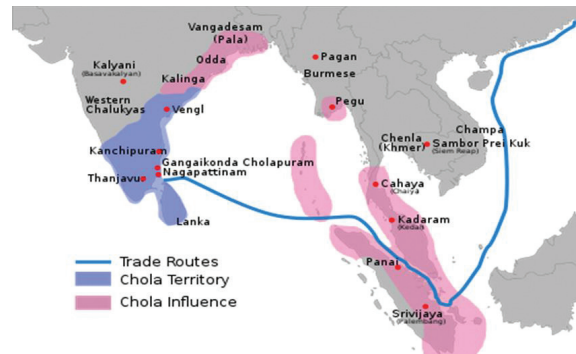 Vangadesam (Pala)
Odda
Kalinga
Kalyani
(Basavakalyan)
Western
Chalukyas
Vengl
Kanchipuram
Gangaikonda Cholapuram
Nagapattinam
Thanjavur
Lanka
Pagan
Burmese
Pegu
Chenla
(Khmer)
Champa
Sambor Prei Kuk
(Siem Reap)
Cahaya
(Chaiya
Kadaram
(Kedah)
Panai
Srivijaya
(Palembang)
Trade Routes
Chola Territory
Chola Influence